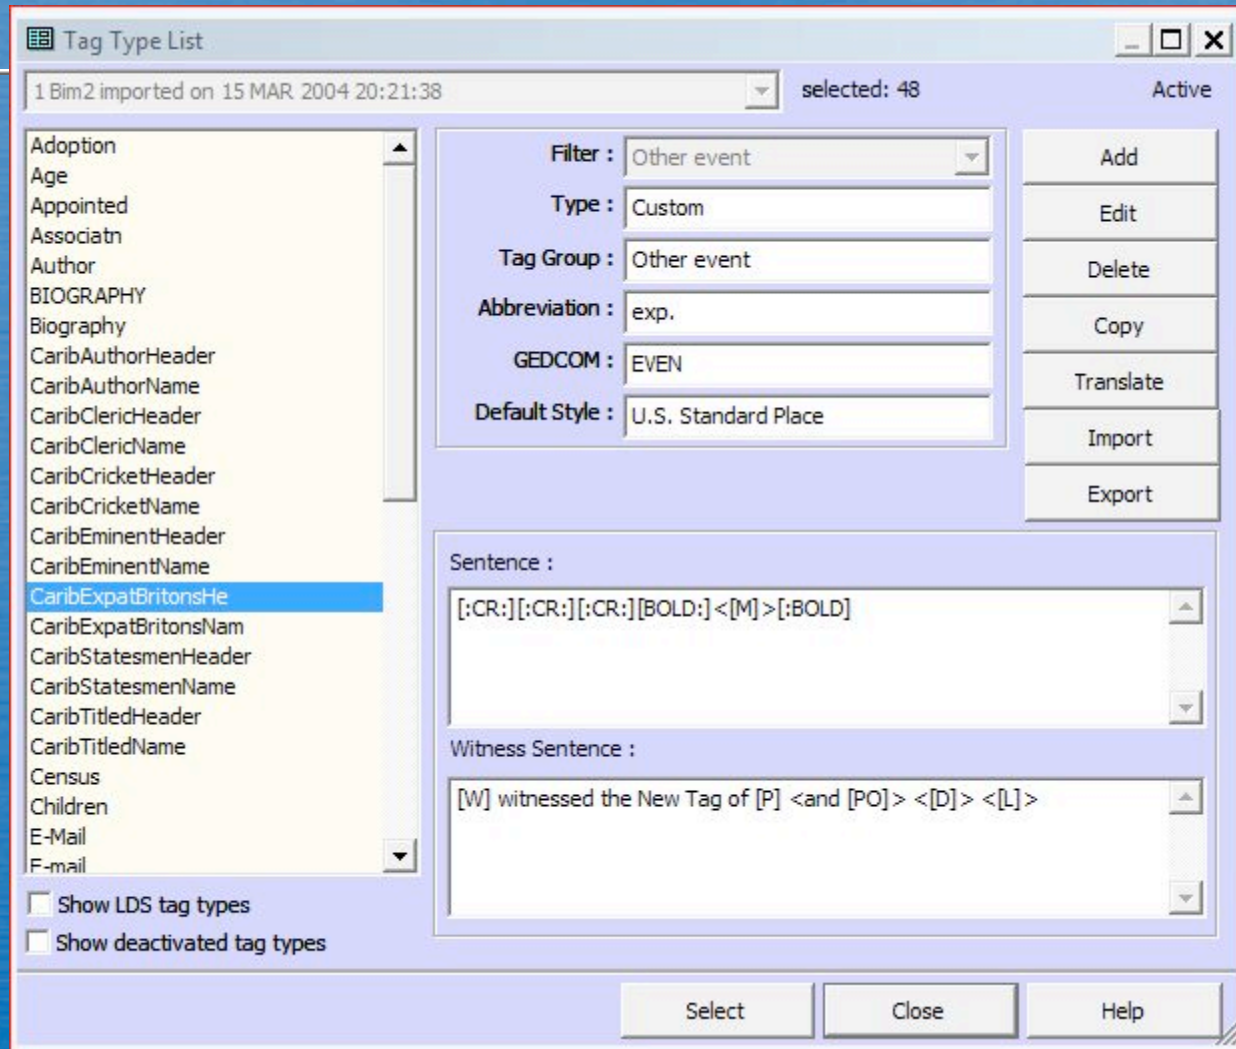 Tag Type List
1 Bim2 imported on 15 MAR 2004 20:21:38
selected: 48
Active
Adoption
Age
Appointed
Associatn
Author
BIOGRAPHY
Biography
CaribAuthorHeader
CaribAuthorName
CaribClericHeader
CaribClericName
CaribCricketHeader
CaribCricketName
CaribEminentHeader
CaribEminentName
CaribExpatBritonsHe
CaribExpatBritonsNam
CaribStatesmenHeader
CaribStatesmenName
CaribTitledHeader
CaribTitledName
Census
Children
E-Mail
E-mail
Show LDS tag types
Show deactivated tag types
Filter : Other event
Type : Custom
Tag Group : Other event
Abbreviation : exp.
GEDCOM : EVEN
Default Style : U.S. Standard Place
Add
Edit
Delete
Copy
Translate
Import
Export
Sentence :
[:CR:][:CR:][:CR:][BOLD:]<[M]>[:BOLD]
Witness Sentence :
[W] witnessed the New Tag of [P] <and [PO]> <[D]> <[L]>
Select
Close
Help